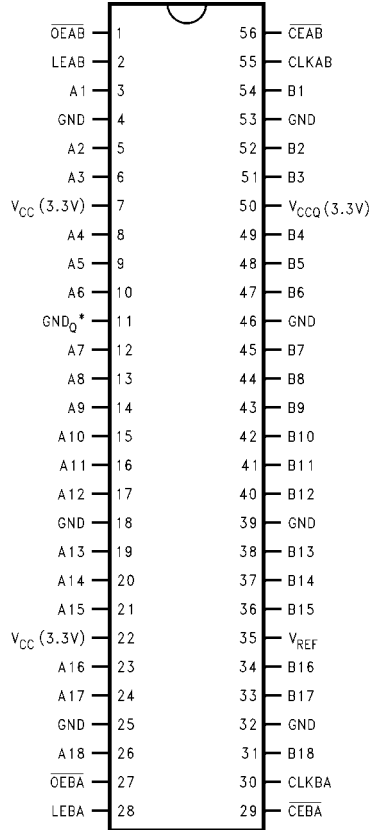 O̅E̅A̅B̅ 1 56 C̅E̅A̅B̅
LEAB 2 55 CLKAB
A1 3 54 B1
GND 4 53 GND
A2 5 52 B2
A3 6 51 B3
VCC (3.3V) 7 50 VCCQ (3.3V)
A4 8 49 B4
A5 9 48 B5
A6 10 47 B6
GNDQ* 11 46 GND
A7 12 45 B7
A8 13 44 B8
A9 14 43 B9
A10 15 42 B10
A11 16 41 B11
A12 17 40 B12
GND 18 39 GND
A13 19 38 B13
A14 20 37 B14
A15 21 36 B15
VCC (3.3V) 22 35 VREF
A16 23 34 B16
A17 24 33 B17
GND 25 32 GND
A18 26 31 B18
O̅E̅B̅A̅ 27 30 CLKBA
LEBA 28 29 C̅E̅B̅A̅